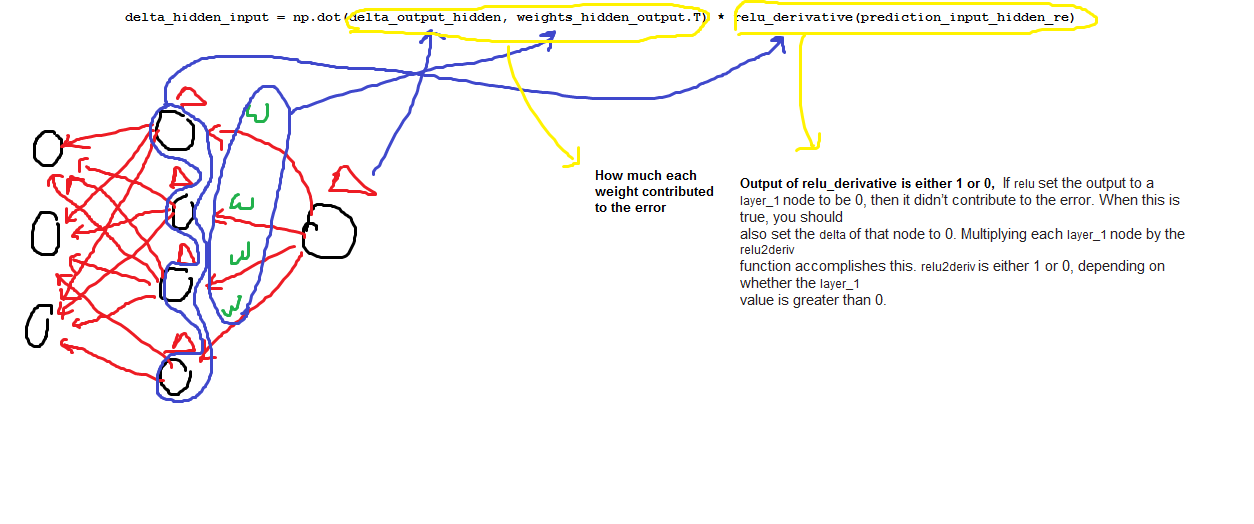 delta_hidden_input = np.dot(delta_output_hidden, weights_hidden_output.T) * relu_derivative(prediction_input_hidden_re)
W
W
W
W
How much each
weight contributed
to the error
Output of relu_derivative is either 1 or 0, If relu set the output to a
layer_1 node to be 0, then it didn’t contribute to the error. When this is
true, you should
also set the delta of that node to 0. Multiplying each layer_1 node by the
relu2deriv
function accomplishes this. relu2deriv is either 1 or 0, depending on
whether the layer_1
value is greater than 0.